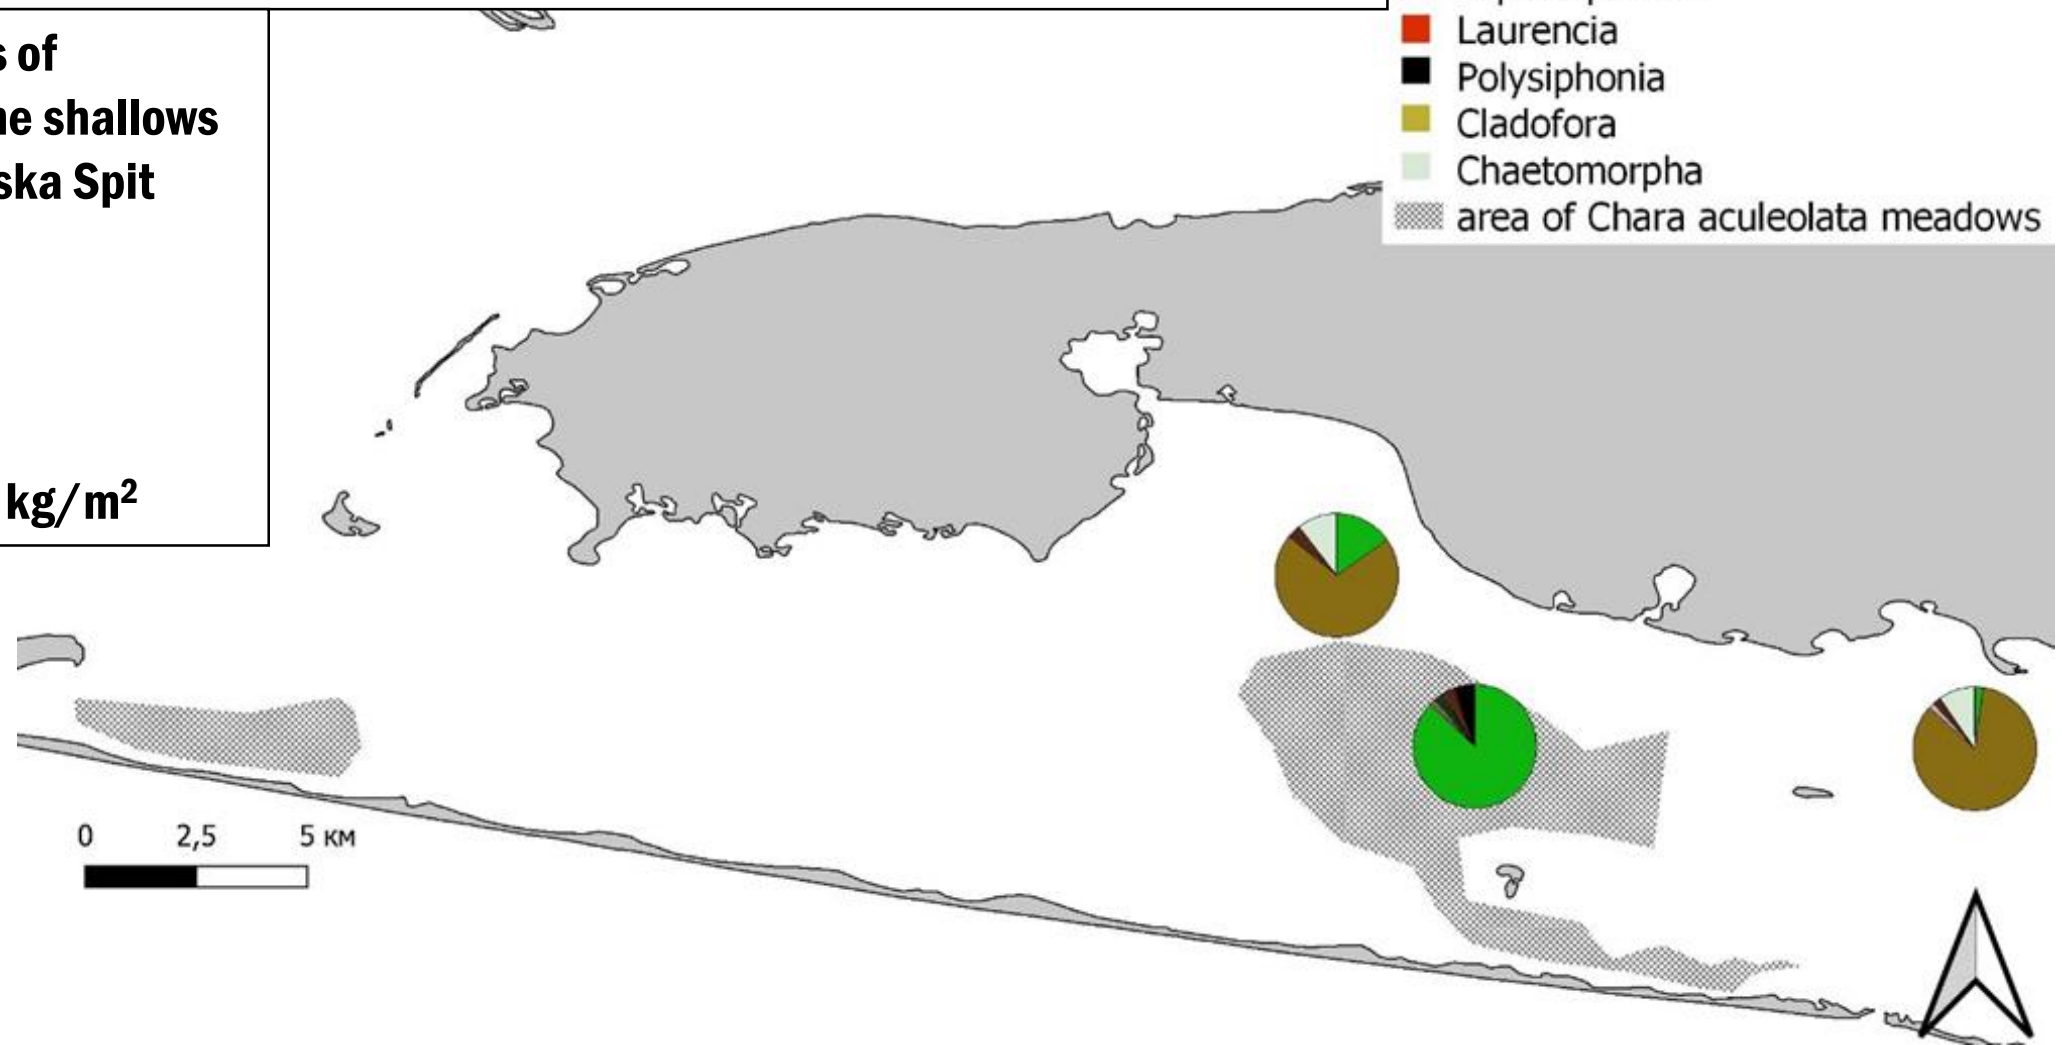 s of
ne shallows
ska Spit
kg/m²
Laurencia
Polysiphonia
Cladofora
Chaetomorpha
area of Chara aculeolata meadows
0 2,5 5 км